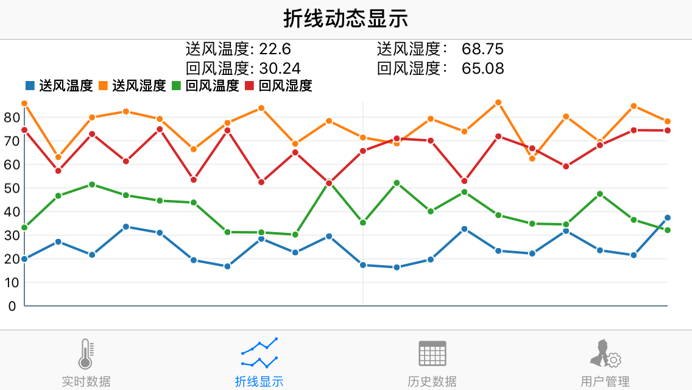 折线动态显示
送风温度: 22.6 送风湿度： 68.75
回风温度: 30.24 回风湿度： 65.08
送风温度 送风湿度 回风温度 回风湿度
80
70
60
50
40
30
20
10
0
实时数据 折线显示 历史数据 用户管理